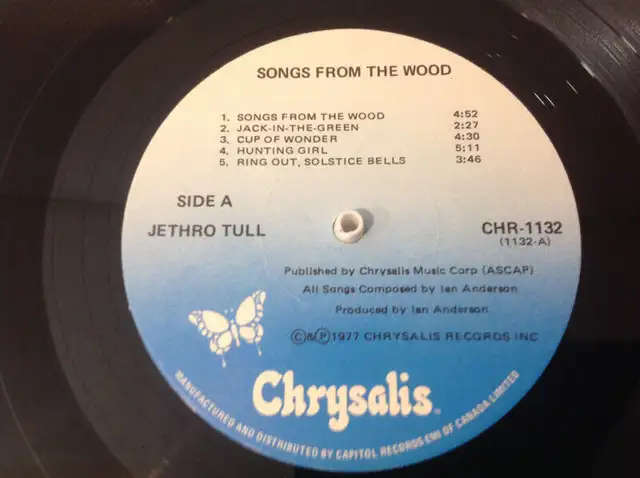 SONGS FROM THE WOOD
1. SONGS FROM THE WOOD 4:52
2. JACK-IN-THE-GREEN 2:27
3. CUP OF WONDER 4:30
4. HUNTING GIRL 5:11
5. RING OUT, SOLSTICE BELLS 3:46
SIDE A
JETHRO TULL
CHR-1132
(1132-A)
Published by Chrysalis Music Corp (ASCAP)
All Songs Composed by Ian Anderson
Produced by Ian Anderson
©&℗1977 CHRYSALIS RECORDS INC
Chrysalis™
MANUFACTURED AND DISTRIBUTED BY CAPITOL RECORDS EMI OF CANADA LIMITED